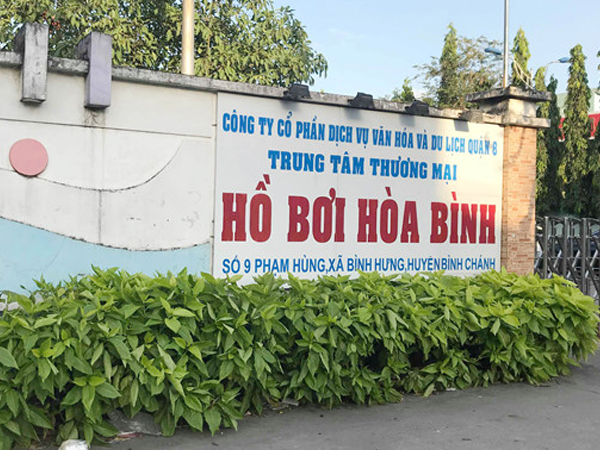 CÔNG TY CỔ PHẦN DỊCH VỤ VĂN HÓA VÀ DU LỊCH QUẬN 8
TRUNG TÂM THƯƠNG MẠI
HỒ BƠI HÒA BÌNH
SỐ 9 PHẠM HÙNG,XÃ BÌNH HƯNG,HUYỆN BÌNH CHÁNH